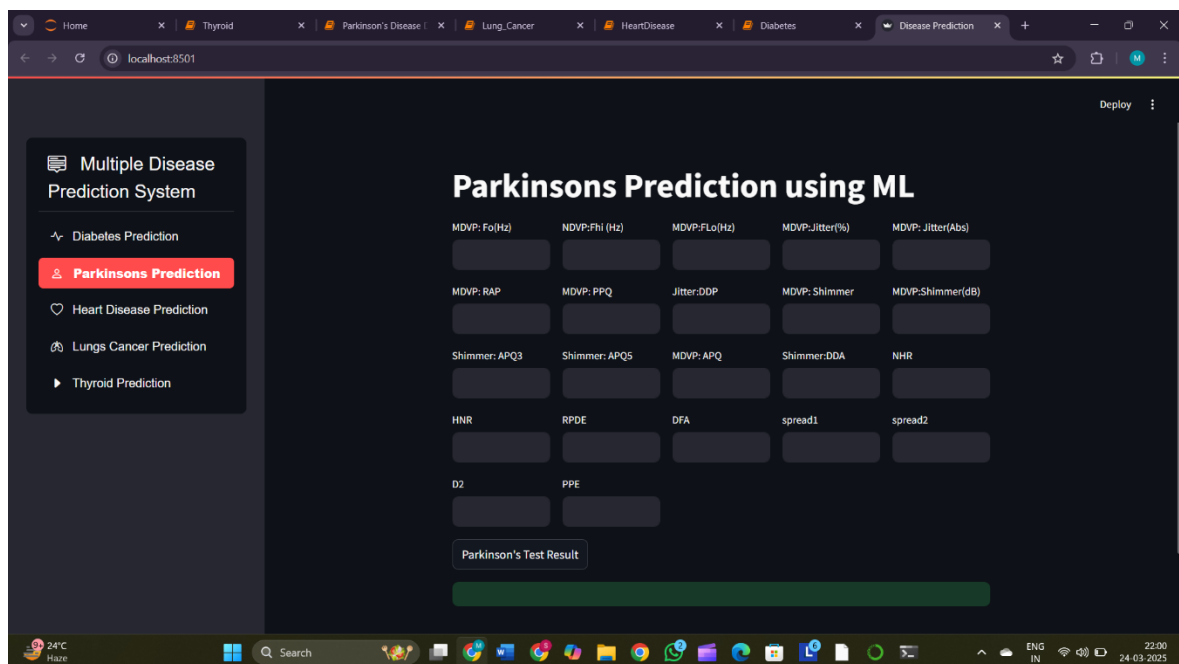 Home Thyroid Parkinson's Disease Lung_Cancer HeartDisease Diabetes Disease Prediction
localhost:8501 M
Deploy
Multiple Disease
Prediction System
Diabetes Prediction
Parkinsons Prediction
Heart Disease Prediction
Lungs Cancer Prediction
Thyroid Prediction
Parkinsons Prediction using ML
MDVP: Fo(Hz) NDVP:Fhi (Hz) MDVP:FLo(Hz) MDVP:Jitter(%) MDVP: Jitter(Abs)
MDVP: RAP MDVP: PPQ Jitter:DDP MDVP: Shimmer MDVP:Shimmer(dB)
Shimmer: APQ3 Shimmer: APQ5 MDVP: APQ Shimmer:DDA NHR
HNR RPDE DFA spread1 spread2
D2 PPE
Parkinson's Test Result
24°C Search ENG 22:00
Haze IN 24-03-2025